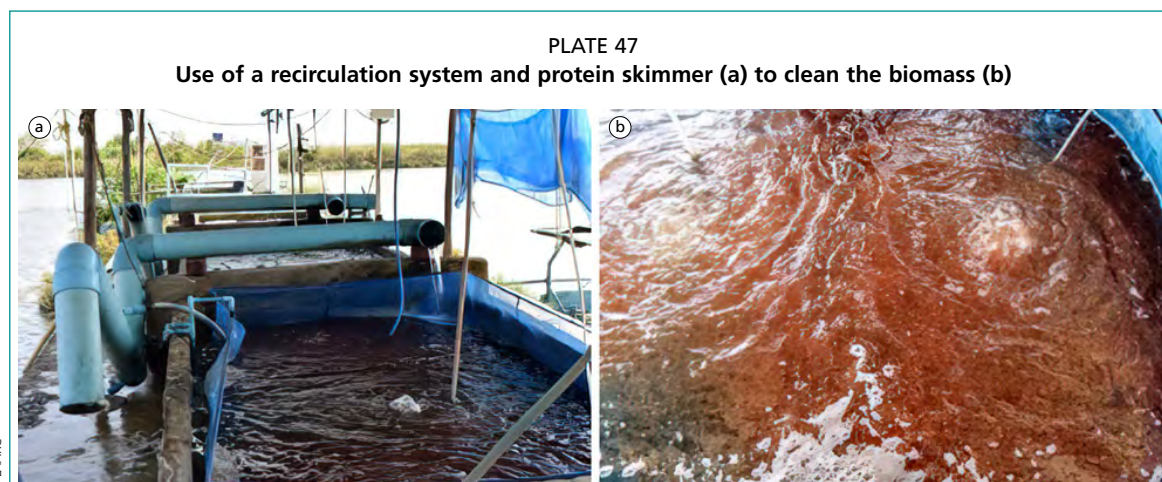 PLATE 47
Use of a recirculation system and protein skimmer (a) to clean the biomass (b)
a
b